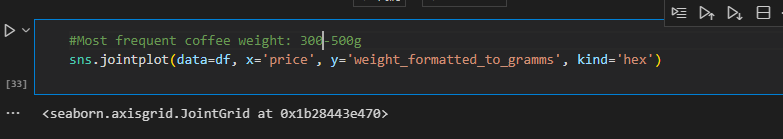 #Most frequent coffee weight: 300-500g
sns.jointplot(data=df, x='price', y='weight_formatted_to_gramms', kind='hex')
[33]
<seaborn.axisgrid.JointGrid at 0x1b28443e470>